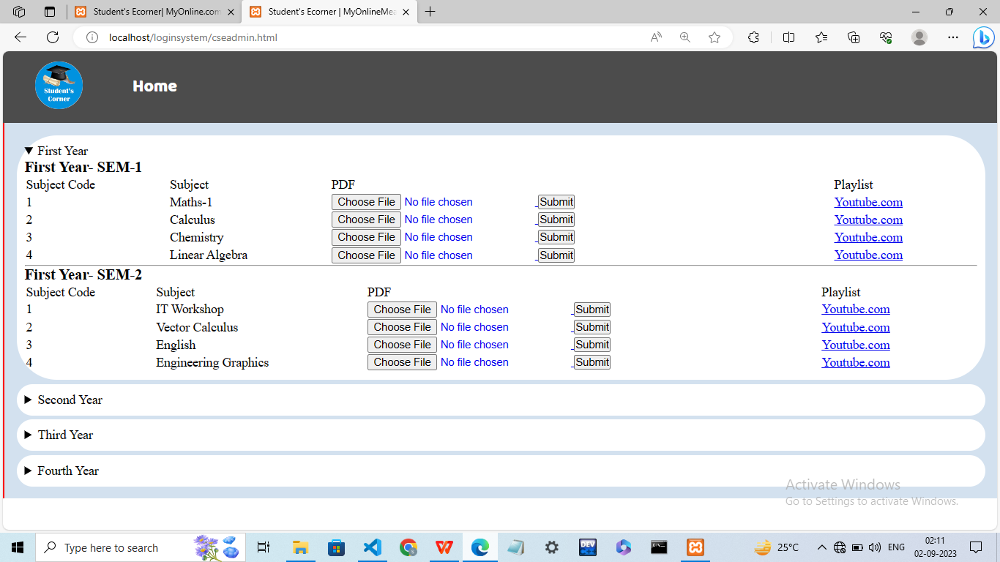 Student's Ecorner| MyOnline.com
Student's Ecorner | MyOnlineMea
localhost/loginsystem/cseadmin.html
Student's
Corner
Home
First Year
First Year- SEM-1
Subject Code Subject PDF Playlist
1 Maths-1 Choose File No file chosen Submit Youtube.com
2 Calculus Choose File No file chosen Submit Youtube.com
3 Chemistry Choose File No file chosen Submit Youtube.com
4 Linear Algebra Choose File No file chosen Submit Youtube.com
First Year- SEM-2
Subject Code Subject PDF Playlist
1 IT Workshop Choose File No file chosen Submit Youtube.com
2 Vector Calculus Choose File No file chosen Submit Youtube.com
3 English Choose File No file chosen Submit Youtube.com
4 Engineering Graphics Choose File No file chosen Submit Youtube.com
Second Year
Third Year
Fourth Year
Activate Windows
Go to Settings to activate Windows.
Type here to search
DEV
25°C
ENG
02:11
02-09-2023